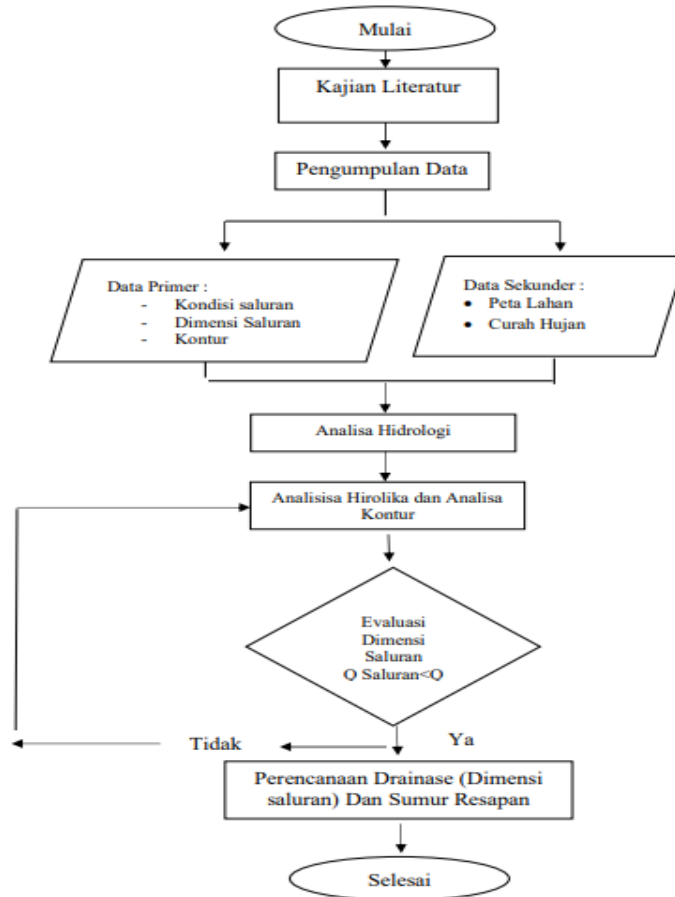 Mulai
Kajian Literatur
Pengumpulan Data
Data Primer :
- Kondisi saluran
- Dimensi Saluran
- Kontur
Data Sekunder :
• Peta Lahan
• Curah Hujan
Analisa Hidrologi
Analisisa Hirolika dan Analisa
Kontur
Evaluasi
Dimensi
Saluran
Q Saluran<Q
Tidak
Ya
Perencanaan Drainase (Dimensi
saluran) Dan Sumur Resapan
Selesai